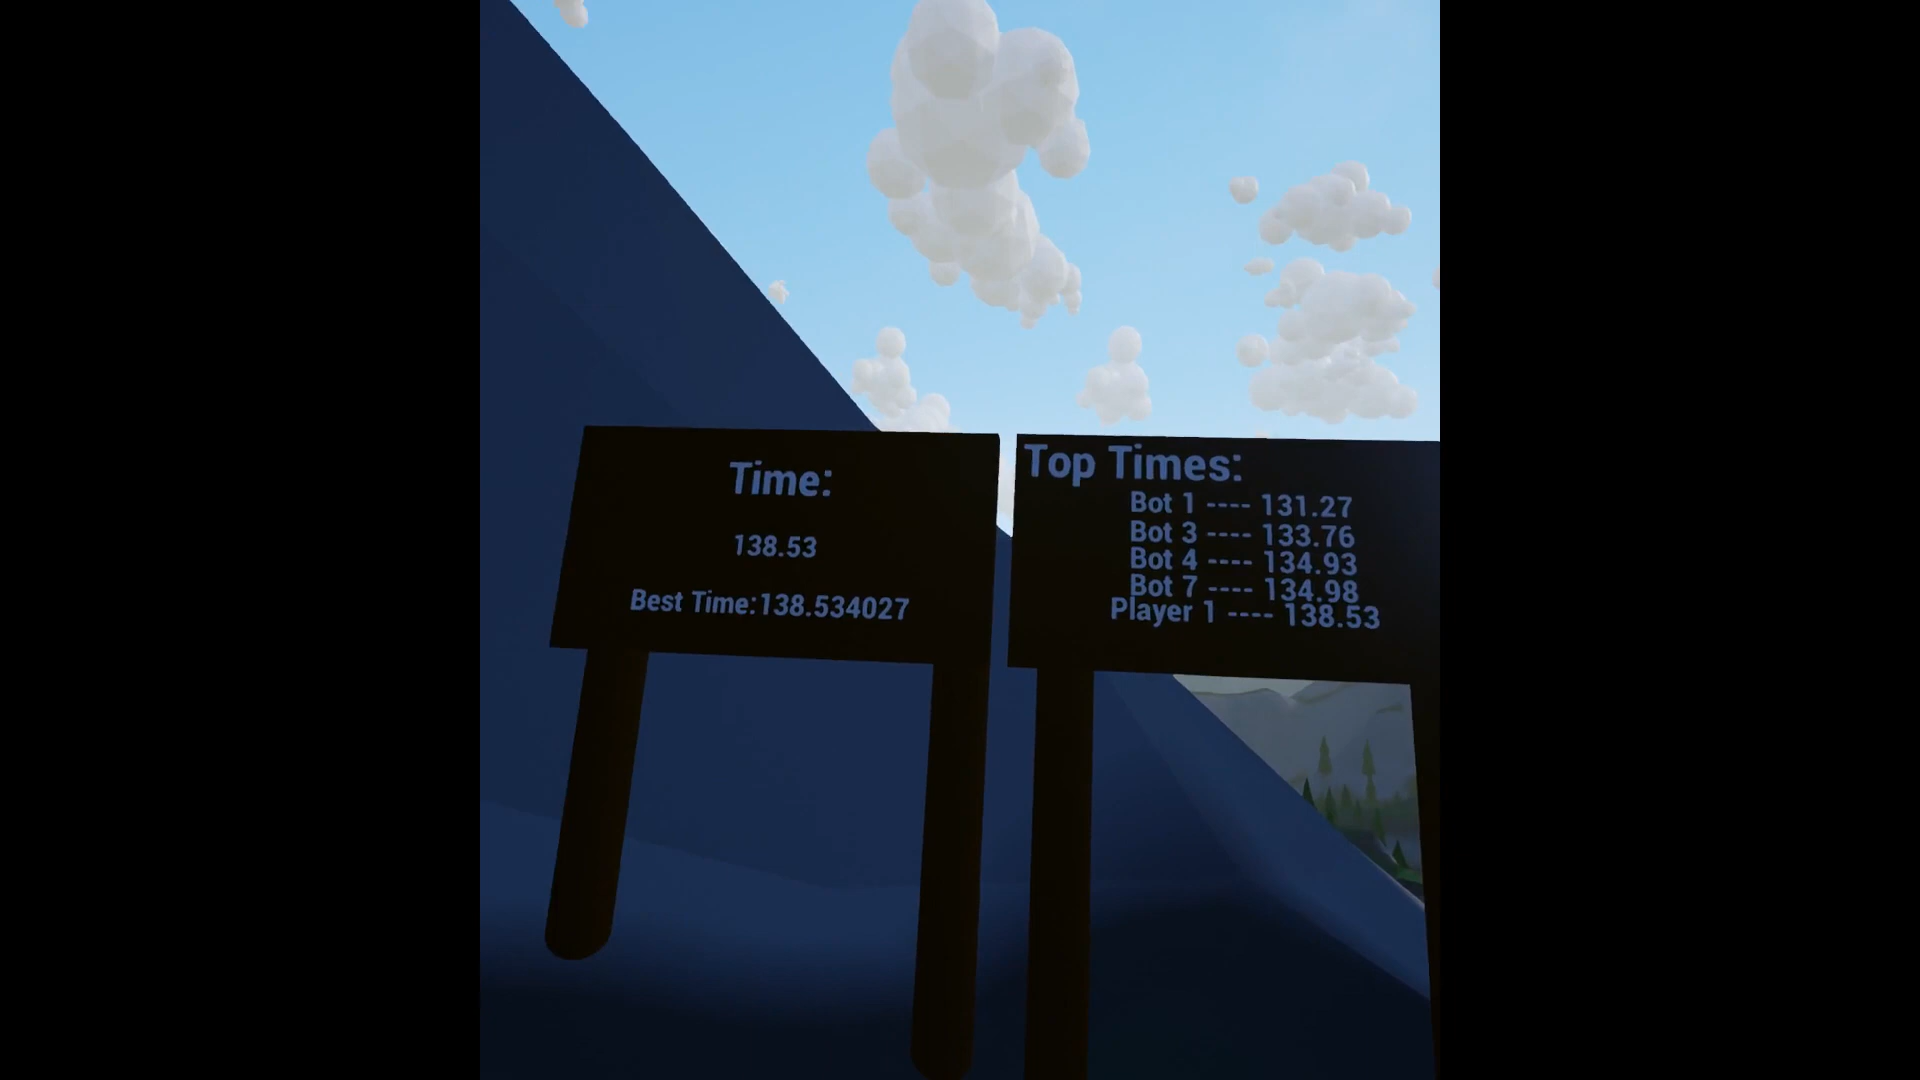 Time:
138.53
Best Time:138.534027
Top Times:
Bot 1 ---- 131.27
Bot 3 ---- 133.76
Bot 4 ---- 134.93
Bot 7 ---- 134.98
Player 1 ---- 138.53